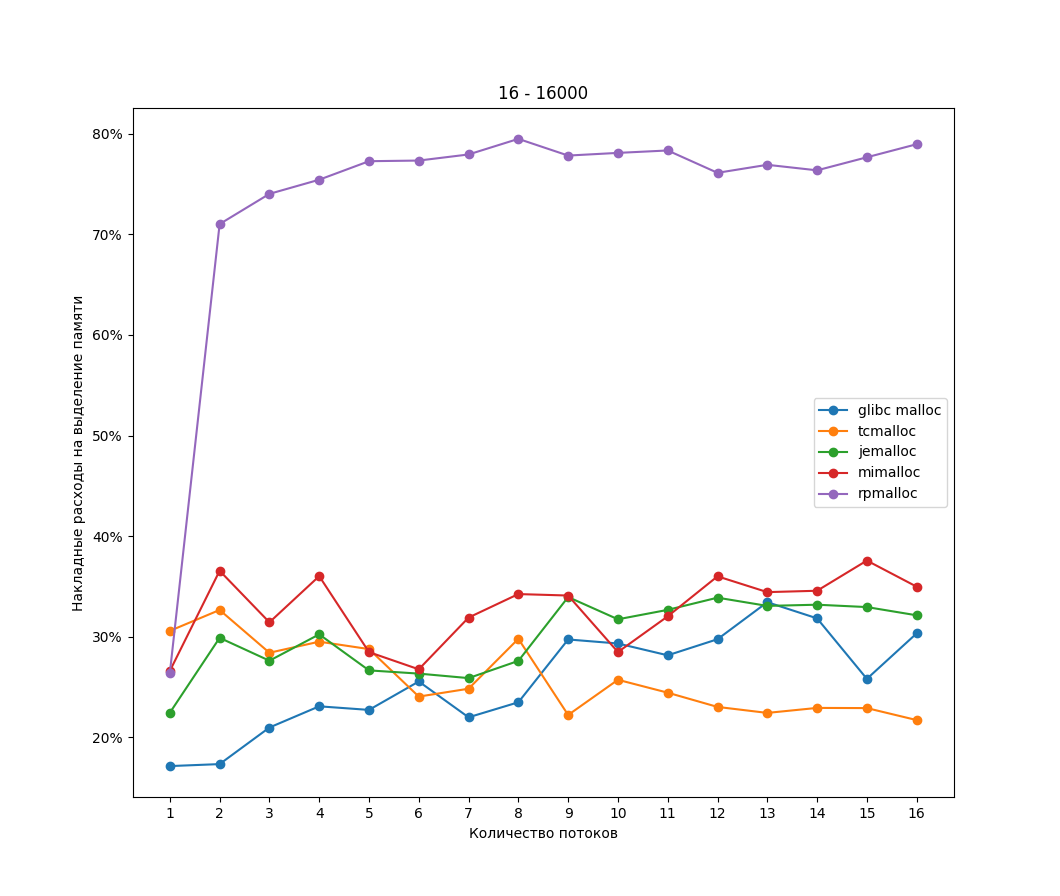 16 - 16000
80%
70%
60%
50%
40%
30%
20%
Накладные расходы на выделение памяти
glibc malloc
tcmalloc
jemalloc
mimalloc
rpmalloc
1 2 3 4 5 6 7 8 9 10 11 12 13 14 15 16
Количество потоков